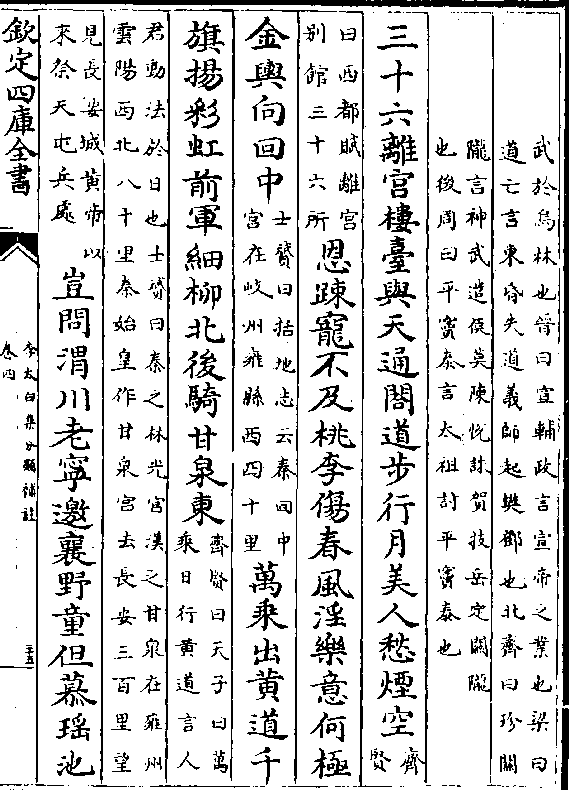 武於烏林也晉曰宣輔政言宣帝之業也梁曰
道亡言東昏失道義師起樊鄧也北齊曰珍關
隴言神武遣侯莫陳悅誅賀拔岳定關隴
也後周曰平竇泰言太祖討平竇泰也
三十六離宮樓臺與天通閣道步行月美人愁煙空
齊賢
曰西都賦離宮
别館三十六所
恩踈寵不及桃李傷春風淫樂意何極
金輿向回中
士贇曰括地志云秦回中
宮在岐州雍縣西四十里
萬乘出黄道千
旗揚彩虹前軍細柳北後騎甘泉東
齊賢曰天子曰萬
乘日行黄道言人
君動法於日也士贇曰秦之林光宫漢之甘泉在雍州
雲陽西北八十里秦始皇作甘泉宮去長安三百里望
見長安城黄帝以
來祭天屯兵處
豈問渭川老寧邀襄野童但慕瑶池
欽定四庫全書
李太白集分類補註
卷四
三五